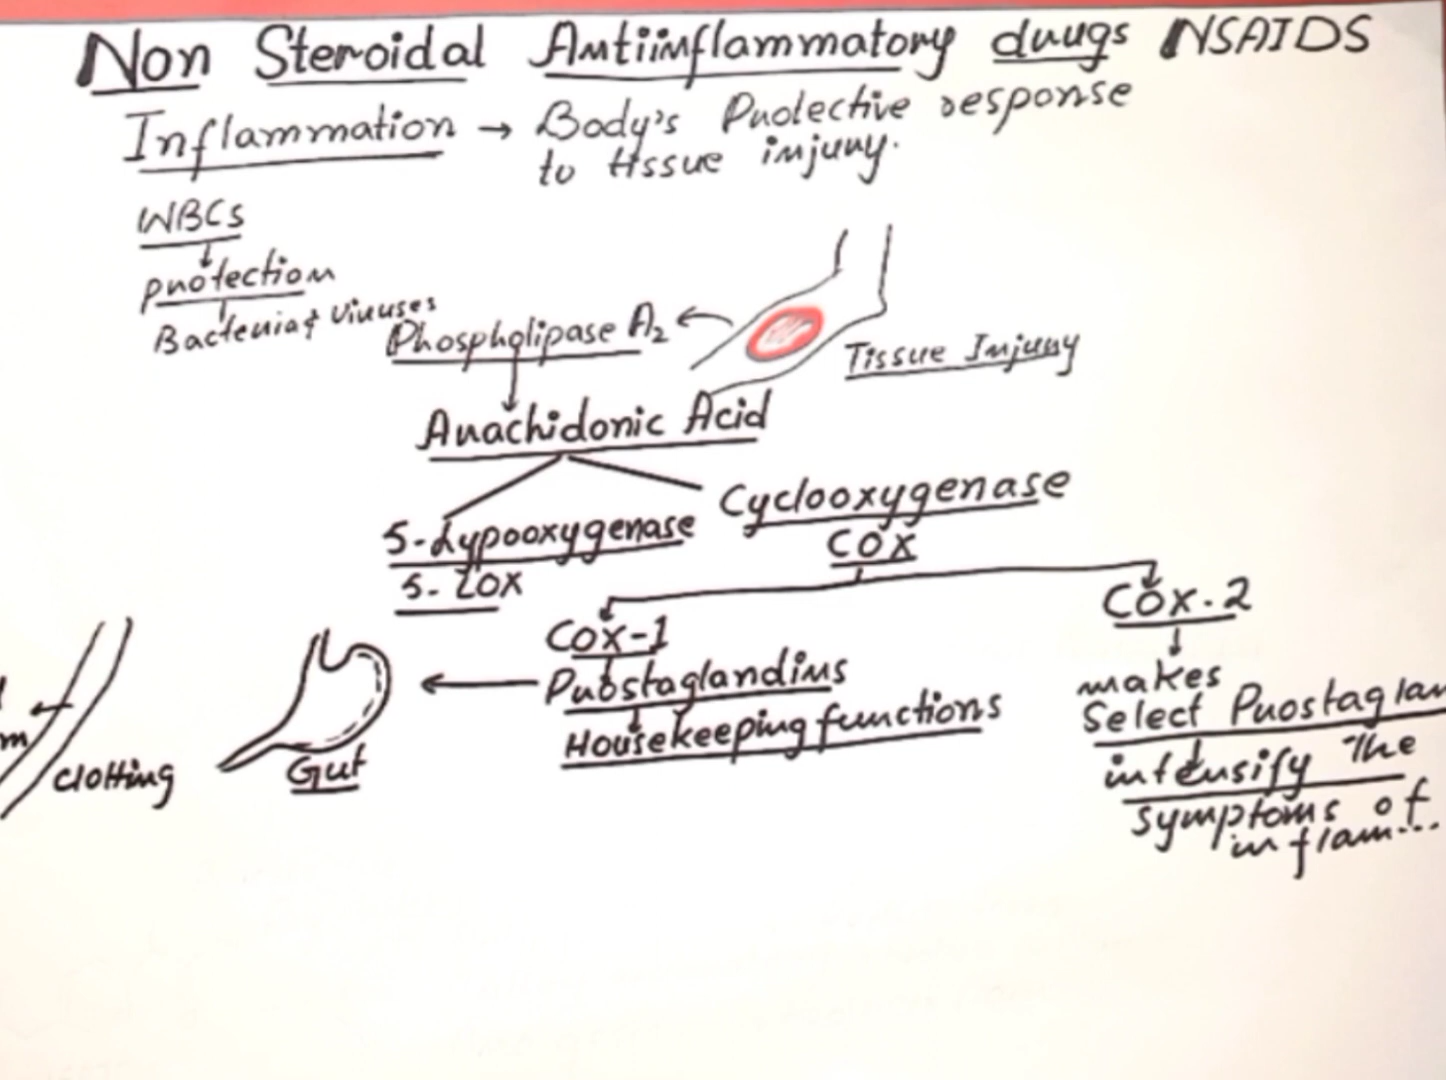 Non Steroidal Antiinflammatory drugs NSAIDS
Inflammation → Body's Protective response
to tissue injury.
WBCs
protection
Bacteria & Viruses
Phospholipase A2
Tissue Injury
Arachidonic Acid
Cyclooxygenase
COX
5-Lypooxygenase
5-LOX
COX-1
COX-2
Prostaglandins
Housekeeping functions
makes
Select Prostaglan
intensify the
symptoms of
inflam...
Gut
clotting